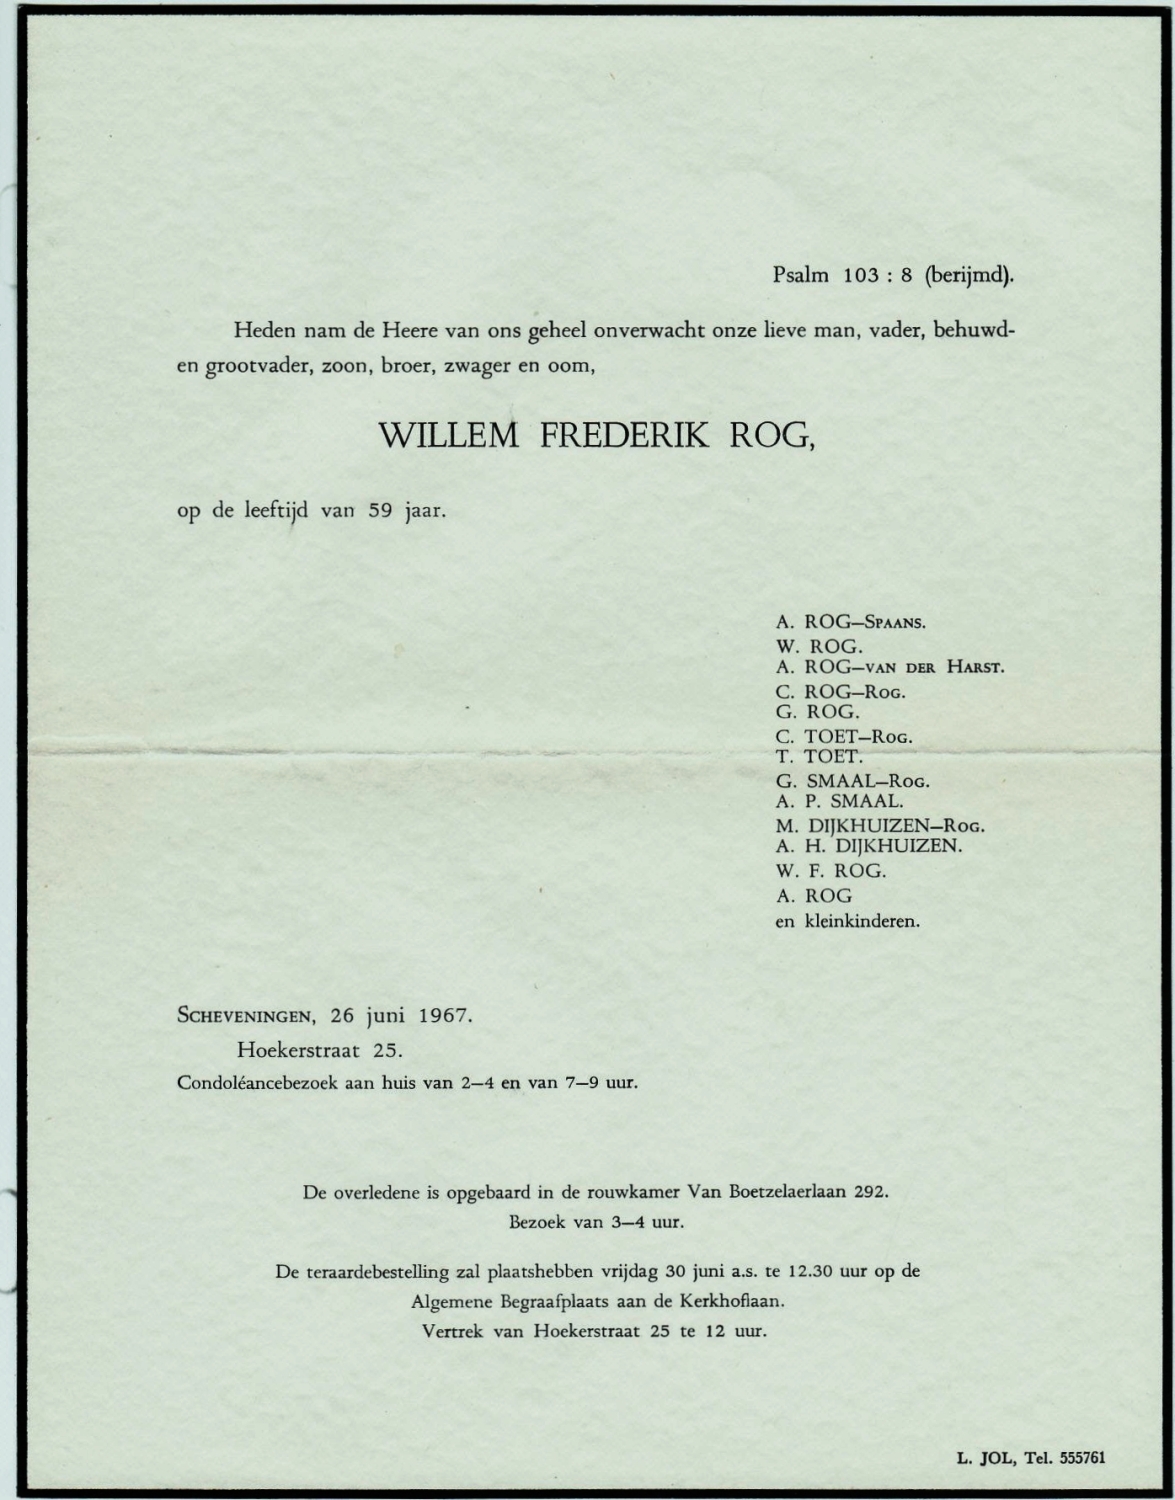 Psalm 103 : 8 (berijmd).
Heden nam de Heere van ons geheel onverwacht onze lieve man, vader, behuwd-
en grootvader, zoon, broer, zwager en oom,
WILLEM FREDERIK ROG,
op de leeftijd van 59 jaar.
A. ROG—SPAANS.
W. ROG.
A. ROG—VAN DER HARST.
C. ROG—ROG.
G. ROG.
C. TOET—ROG.
T. TOET.
G. SMAAL—ROG.
A. P. SMAAL.
M. DIJKHUIZEN—ROG.
A. H. DIJKHUIZEN.
W. F. ROG.
A. ROG
en kleinkinderen.
SCHEVENINGEN, 26 juni 1967.
Hoekerstraat 25.
Condoléancebezoek aan huis van 2—4 en van 7—9 uur.
De overledene is opgebaard in de rouwkamer Van Boetzelaerlaan 292.
Bezoek van 3—4 uur.
De teraardebestelling zal plaatshebben vrijdag 30 juni a.s. te 12.30 uur op de
Algemene Begraafplaats aan de Kerkhoflaan.
Vertrek van Hoekerstraat 25 te 12 uur.
L. JOL, Tel. 555761